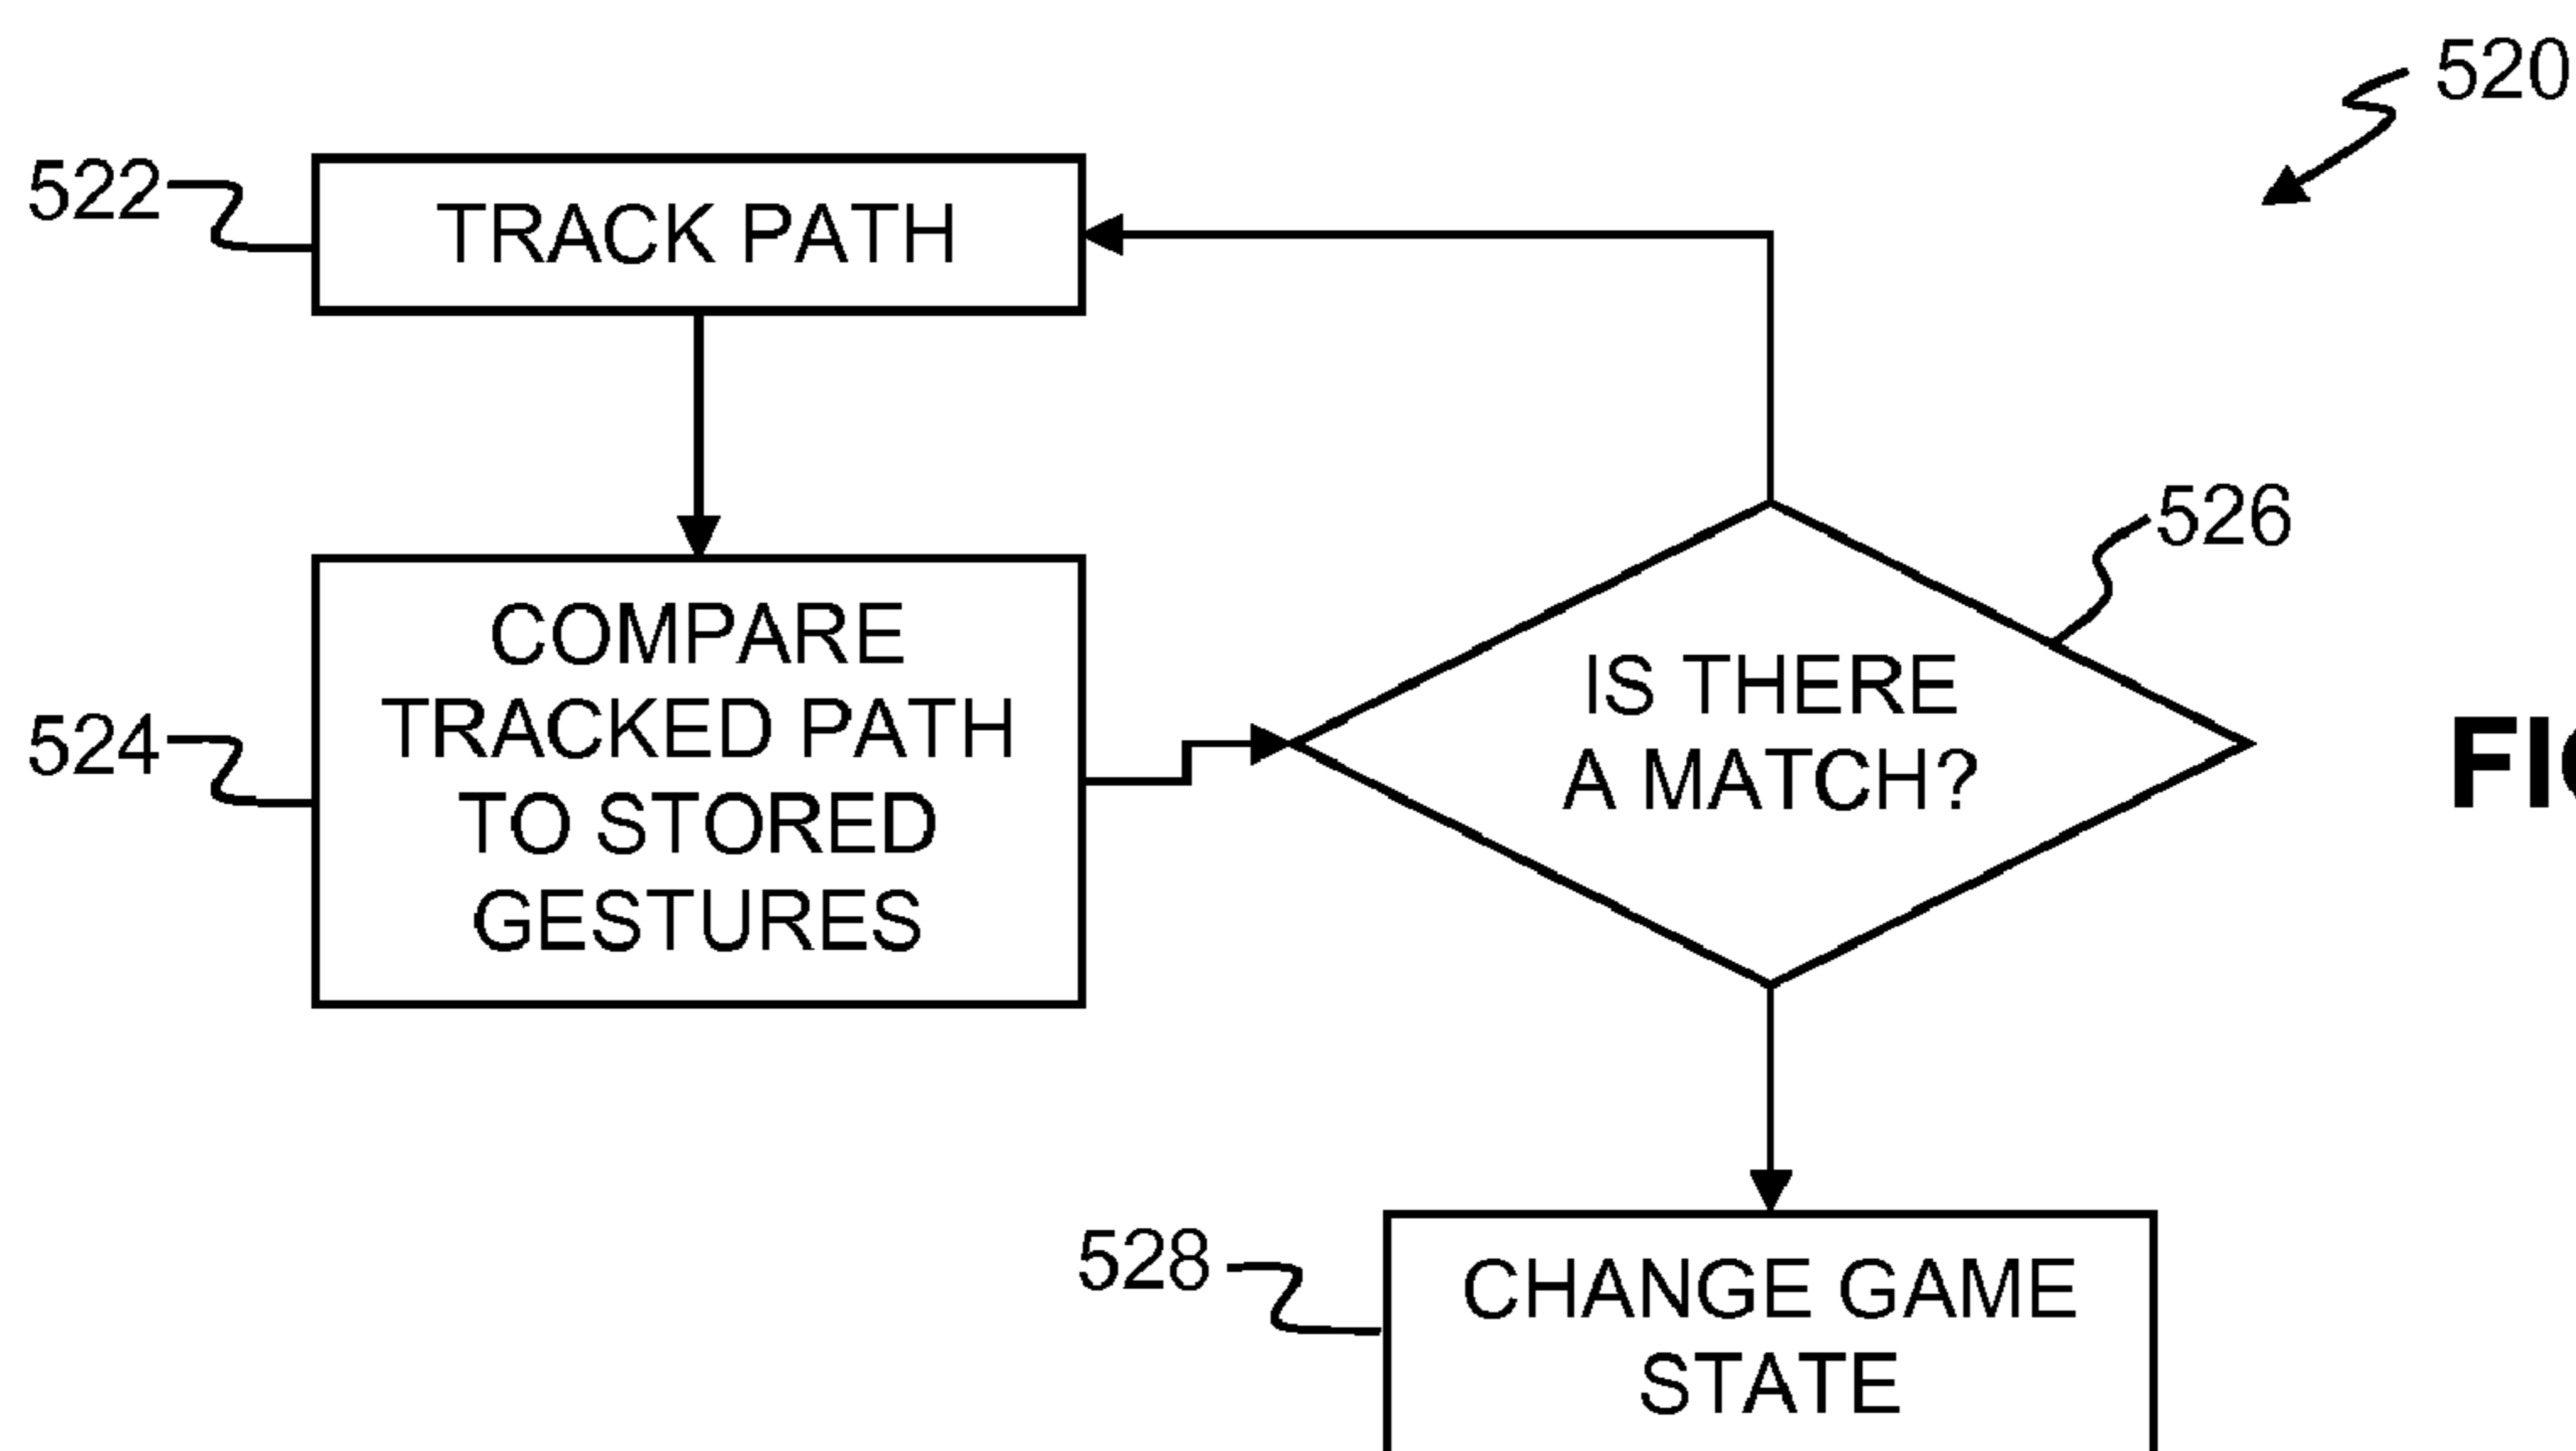 520
522
TRACK PATH
526
COMPARE
TRACKED PATH
TO STORED
GESTURES
524
IS THERE
A MATCH?
528
CHANGE GAME
STATE